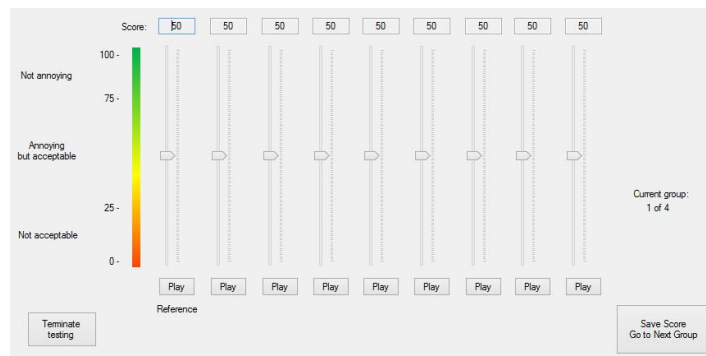 Score: 50 50 50 50 50 50 50 50 50
100 -
Not annoying
75 -
Annoying
but acceptable
25 -
Not acceptable
0 -
Current group:
1 of 4
Play Play Play Play Play Play Play Play Play
Reference
Terminate
testing
Save Score
Go to Next Group